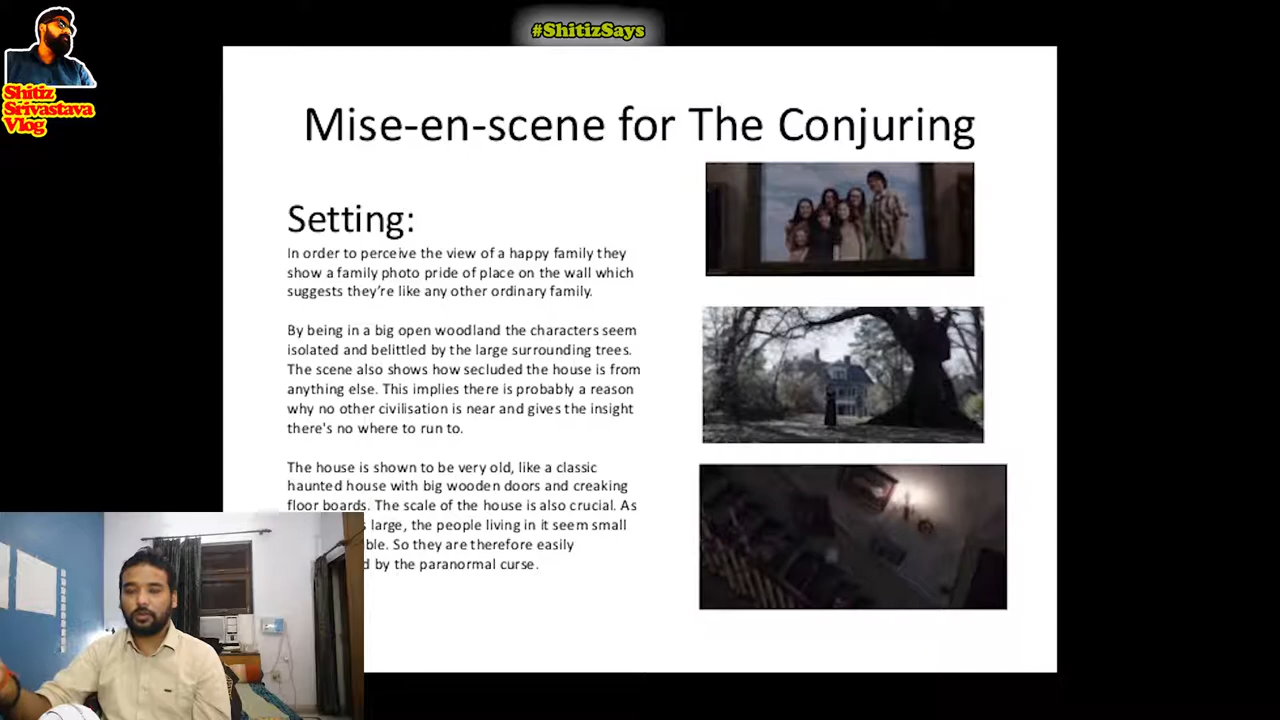 #ShitizSays
Shitiz
Srivastava
Vlog
Mise-en-scene for The Conjuring
Setting:
In order to perceive the view of a happy family they
show a family photo pride of place on the wall which
suggests they’re like any other ordinary family.
By being in a big open woodland the characters seem
isolated and belittled by the large surrounding trees.
The scene also shows how secluded the house is from
anything else. This implies there is probably a reason
why no other civilisation is near and gives the insight
there's no where to run to.
The house is shown to be very old, like a classic
haunted house with big wooden doors and creaking
floor boards. The scale of the house is also crucial. As
large, the people living in it seem small
So they are therefore easily
by the paranormal curse.